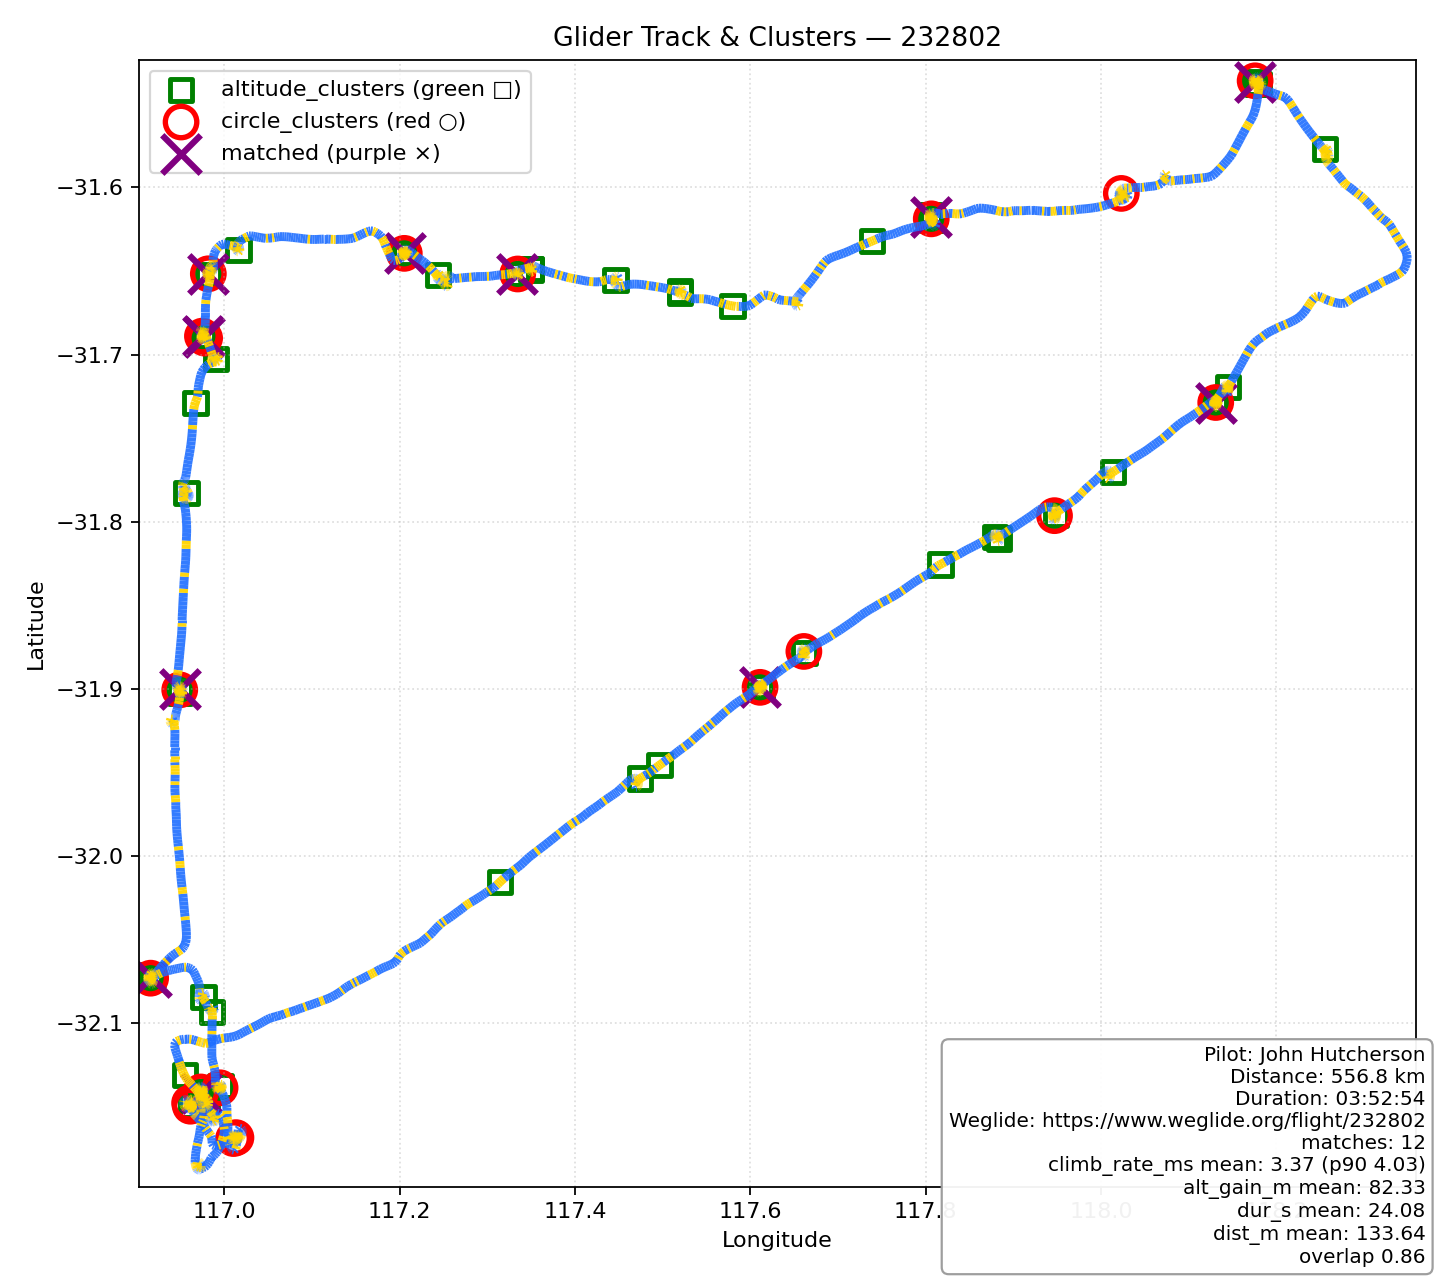 Glider Track & Clusters — 232802
altitude_clusters (green □)
circle_clusters (red ○)
matched (purple ×)
Latitude
−31.6
−31.7
−31.8
−31.9
−32.0
−32.1
117.0
117.2
117.4
117.6
117.8
118.0
Longitude
Pilot: John Hutcherson
Distance: 556.8 km
Duration: 03:52:54
Weglide: https://www.weglide.org/flight/232802
matches: 12
climb_rate_ms mean: 3.37 (p90 4.03)
alt_gain_m mean: 82.33
dur_s mean: 24.08
dist_m mean: 133.64
overlap 0.86